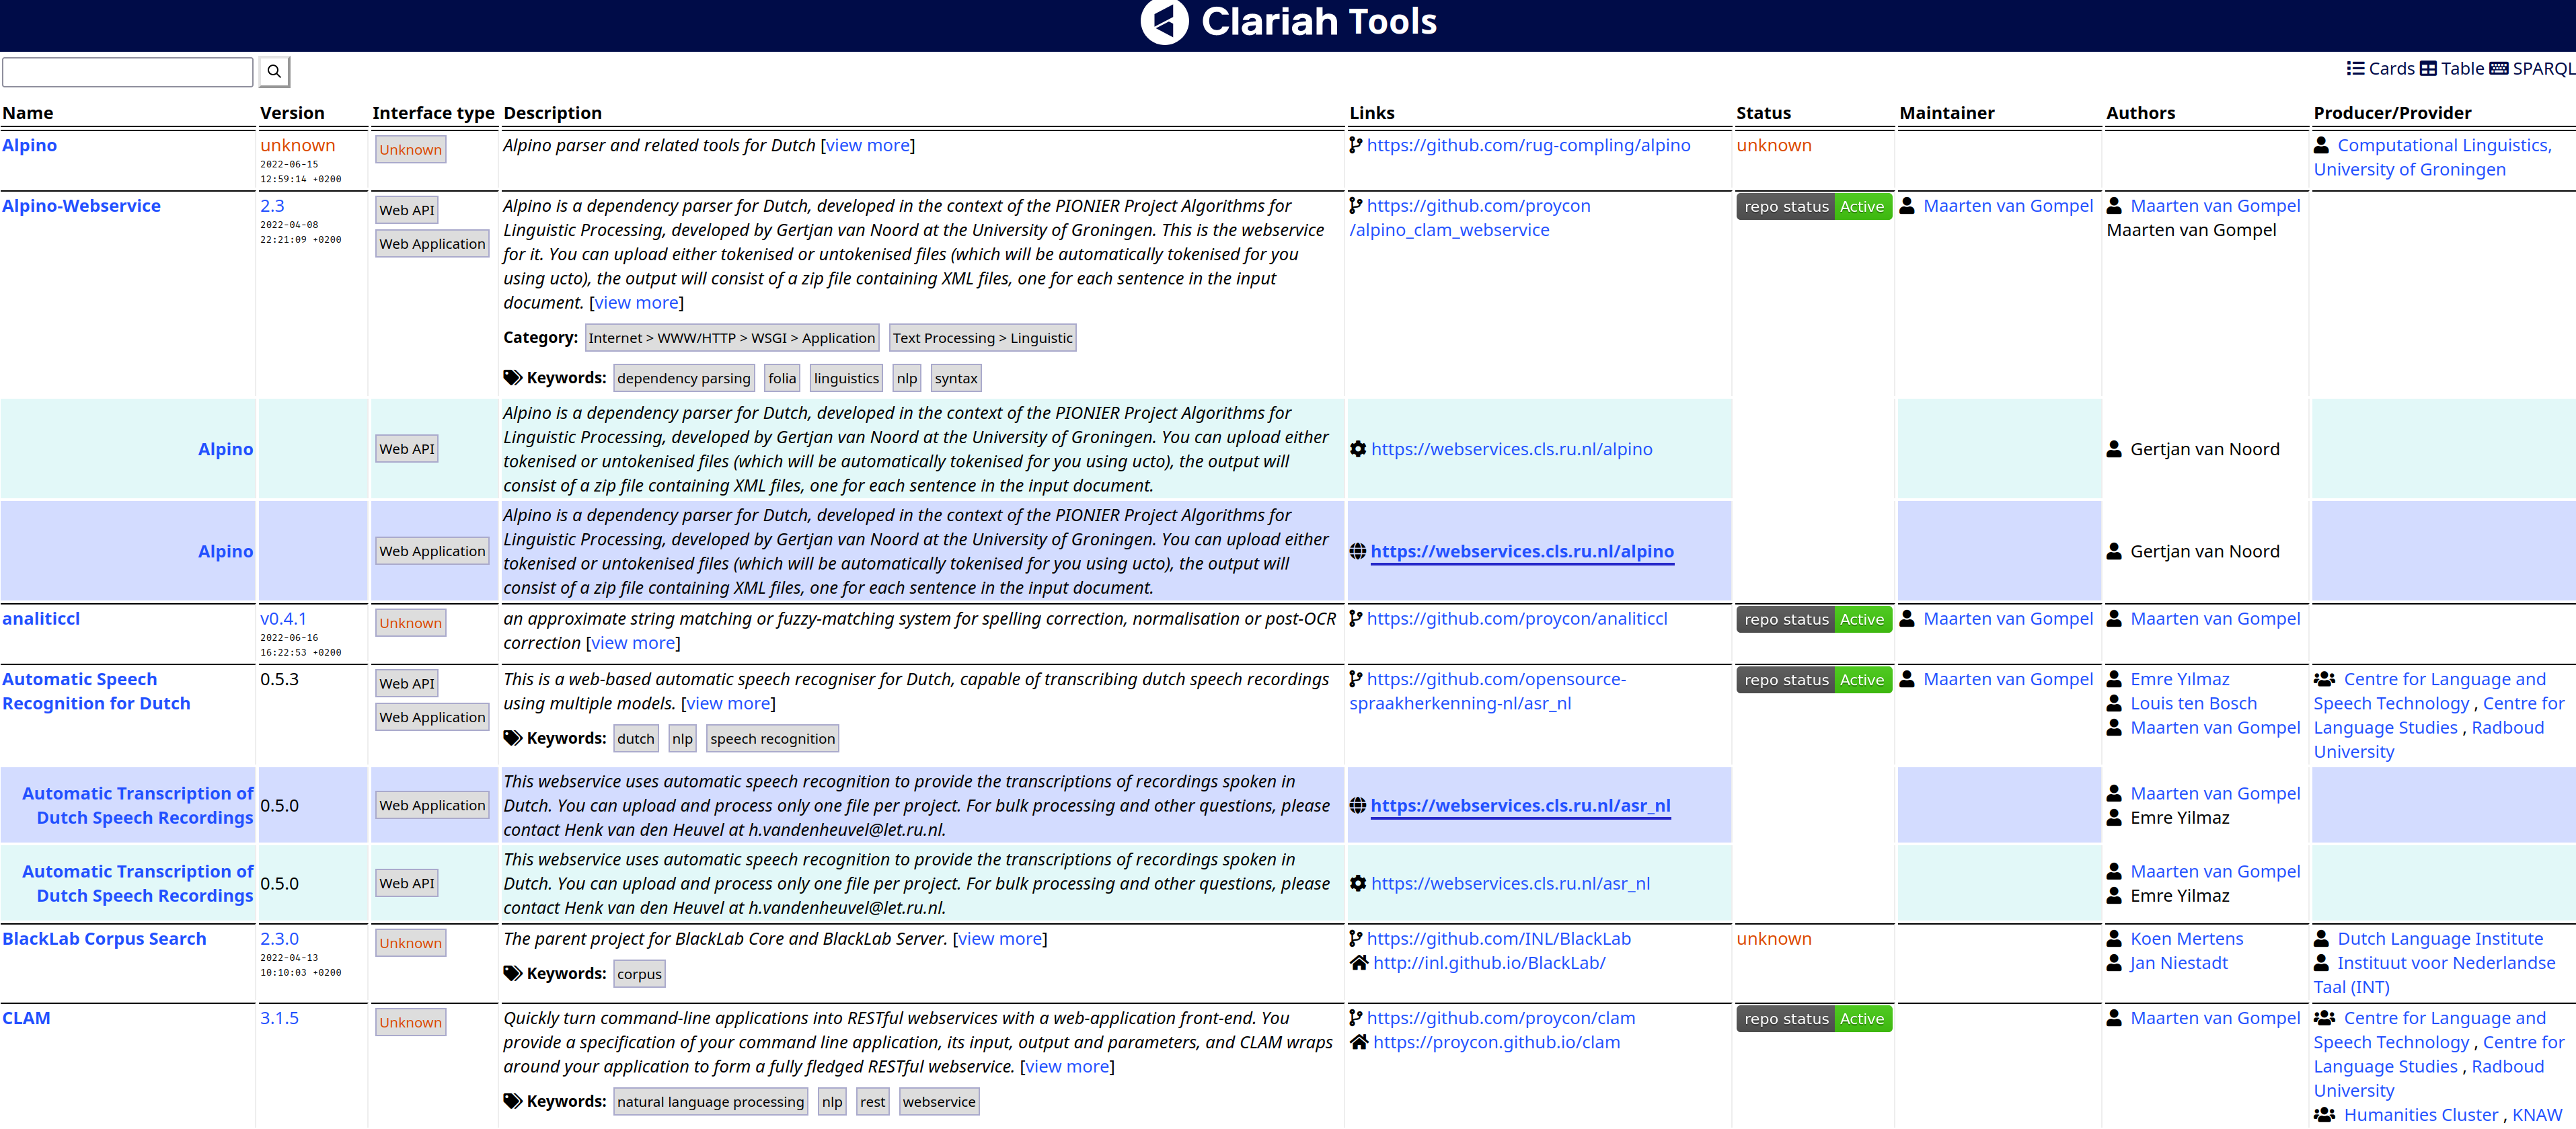 Clariah Tools
Cards Table SPARQL
Name Version Interface type Description Links Status Maintainer Authors Producer/Provider
Alpino
unknown
2022-06-15
12:59:14 +0200
Unknown
Alpino parser and related tools for Dutch [view more]
https://github.com/rug-compling/alpino
unknown
Computational Linguistics,
University of Groningen
Alpino-Webservice
2.3
2022-04-08
22:21:09 +0200
Web API
Web Application
Alpino is a dependency parser for Dutch, developed in the context of the PIONIER Project Algorithms for
Linguistic Processing, developed by Gertjan van Noord at the University of Groningen. This is the webservice
for it. You can upload either tokenised or untokenised files (which will be automatically tokenised for you
using ucto), the output will consist of a zip file containing XML files, one for each sentence in the input
document. [view more]
Category: Internet > WWW/HTTP > WSGI > Application Text Processing > Linguistic
Keywords: dependency parsing folia linguistics nlp syntax
https://github.com/proycon
/alpino_clam_webservice
repo status Active
Maarten van Gompel
Maarten van Gompel
Maarten van Gompel
Alpino
Web API
Alpino is a dependency parser for Dutch, developed in the context of the PIONIER Project Algorithms for
Linguistic Processing, developed by Gertjan van Noord at the University of Groningen. You can upload either
tokenised or untokenised files (which will be automatically tokenised for you using ucto), the output will
consist of a zip file containing XML files, one for each sentence in the input document.
https://webservices.cls.ru.nl/alpino
Gertjan van Noord
Alpino
Web Application
Alpino is a dependency parser for Dutch, developed in the context of the PIONIER Project Algorithms for
Linguistic Processing, developed by Gertjan van Noord at the University of Groningen. You can upload either
tokenised or untokenised files (which will be automatically tokenised for you using ucto), the output will
consist of a zip file containing XML files, one for each sentence in the input document.
https://webservices.cls.ru.nl/alpino
Gertjan van Noord
analiticcl
v0.4.1
2022-06-16
16:22:53 +0200
Unknown
an approximate string matching or fuzzy-matching system for spelling correction, normalisation or post-OCR
correction [view more]
https://github.com/proycon/analiticcl
repo status Active
Maarten van Gompel
Maarten van Gompel
Automatic Speech
Recognition for Dutch
0.5.3
Web API
Web Application
This is a web-based automatic speech recogniser for Dutch, capable of transcribing dutch speech recordings
using multiple models. [view more]
Keywords: dutch nlp speech recognition
https://github.com/opensource-
spraakherkenning-nl/asr_nl
repo status Active
Maarten van Gompel
Emre Yılmaz
Louis ten Bosch
Maarten van Gompel
Centre for Language and
Speech Technology , Centre for
Language Studies , Radboud
University
Automatic Transcription of
Dutch Speech Recordings
0.5.0
Web Application
This webservice uses automatic speech recognition to provide the transcriptions of recordings spoken in
Dutch. You can upload and process only one file per project. For bulk processing and other questions, please
contact Henk van den Heuvel at h.vandenheuvel@let.ru.nl.
https://webservices.cls.ru.nl/asr_nl
Maarten van Gompel
Emre Yilmaz
Automatic Transcription of
Dutch Speech Recordings
0.5.0
Web API
This webservice uses automatic speech recognition to provide the transcriptions of recordings spoken in
Dutch. You can upload and process only one file per project. For bulk processing and other questions, please
contact Henk van den Heuvel at h.vandenheuvel@let.ru.nl.
https://webservices.cls.ru.nl/asr_nl
Maarten van Gompel
Emre Yilmaz
BlackLab Corpus Search
2.3.0
2022-04-13
10:10:03 +0200
Unknown
The parent project for BlackLab Core and BlackLab Server. [view more]
Keywords: corpus
https://github.com/INL/BlackLab
http://inl.github.io/BlackLab/
unknown
Koen Mertens
Jan Niestadt
Dutch Language Institute
Instituut voor Nederlandse
Taal (INT)
CLAM
3.1.5
Unknown
Quickly turn command-line applications into RESTful webservices with a web-application front-end. You
provide a specification of your command line application, its input, output and parameters, and CLAM wraps
around your application to form a fully fledged RESTful webservice. [view more]
Keywords: natural language processing nlp rest webservice
https://github.com/proycon/clam
https://proycon.github.io/clam
repo status Active
Maarten van Gompel
Centre for Language and
Speech Technology , Centre for
Language Studies , Radboud
University
Humanities Cluster , KNAW